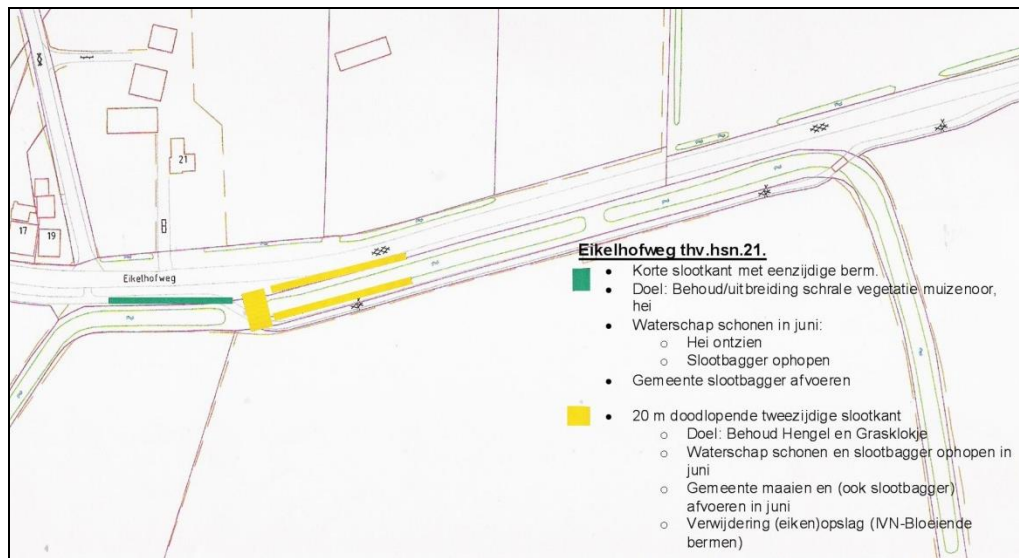 21
17
19
Eikelhofweg
Eikelhofweg thv.hsn.21.
• Korte slootkant met eenzijdige berm.
• Doel: Behoud/uitbreiding schrale vegetatie muizenoor,
hei
• Waterschap schonen in juni:
o Hei ontzien
o Slootbagger ophopen
• Gemeente slootbagger afvoeren
• 20 m doodlopende tweezijdige slootkant
o Doel: Behoud Hengel en Grasklokje
o Waterschap schonen en slootbagger ophopen in
juni
o Gemeente maaien en (ook slootbagger)
afvoeren in juni
o Verwijdering (eiken)opslag (IVN-Bloeiende
bermen)